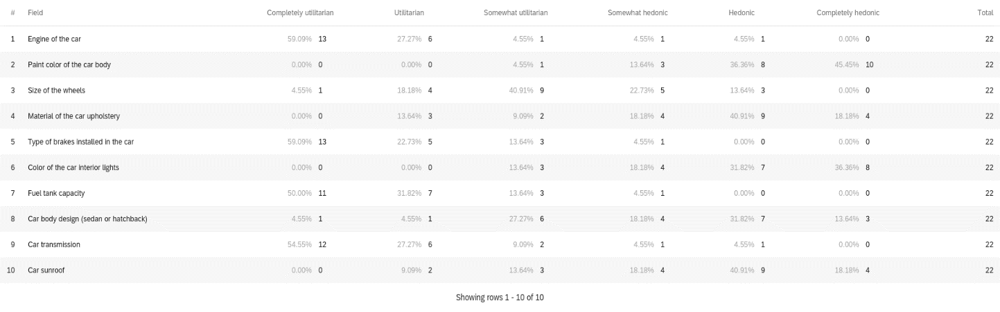 # Field Completely utilitarian Utilitarian Somewhat utilitarian Somewhat hedonic Hedonic Completely hedonic Total
1 Engine of the car 59.09% 13 27.27% 6 4.55% 1 4.55% 1 4.55% 1 0.00% 0 22
2 Paint color of the car body 0.00% 0 0.00% 0 4.55% 1 13.64% 3 36.36% 8 45.45% 10 22
3 Size of the wheels 4.55% 1 18.18% 4 40.91% 9 22.73% 5 13.64% 3 0.00% 0 22
4 Material of the car upholstery 0.00% 0 13.64% 3 9.09% 2 18.18% 4 40.91% 9 18.18% 4 22
5 Type of brakes installed in the car 59.09% 13 22.73% 5 13.64% 3 4.55% 1 0.00% 0 0.00% 0 22
6 Color of the car interior lights 0.00% 0 0.00% 0 13.64% 3 18.18% 4 31.82% 7 36.36% 8 22
7 Fuel tank capacity 50.00% 11 31.82% 7 13.64% 3 4.55% 1 0.00% 0 0.00% 0 22
8 Car body design (sedan or hatchback) 4.55% 1 4.55% 1 27.27% 6 18.18% 4 31.82% 7 13.64% 3 22
9 Car transmission 54.55% 12 27.27% 6 9.09% 2 4.55% 1 4.55% 1 0.00% 0 22
10 Car sunroof 0.00% 0 9.09% 2 13.64% 3 18.18% 4 40.91% 9 18.18% 4 22
Showing rows 1 - 10 of 10